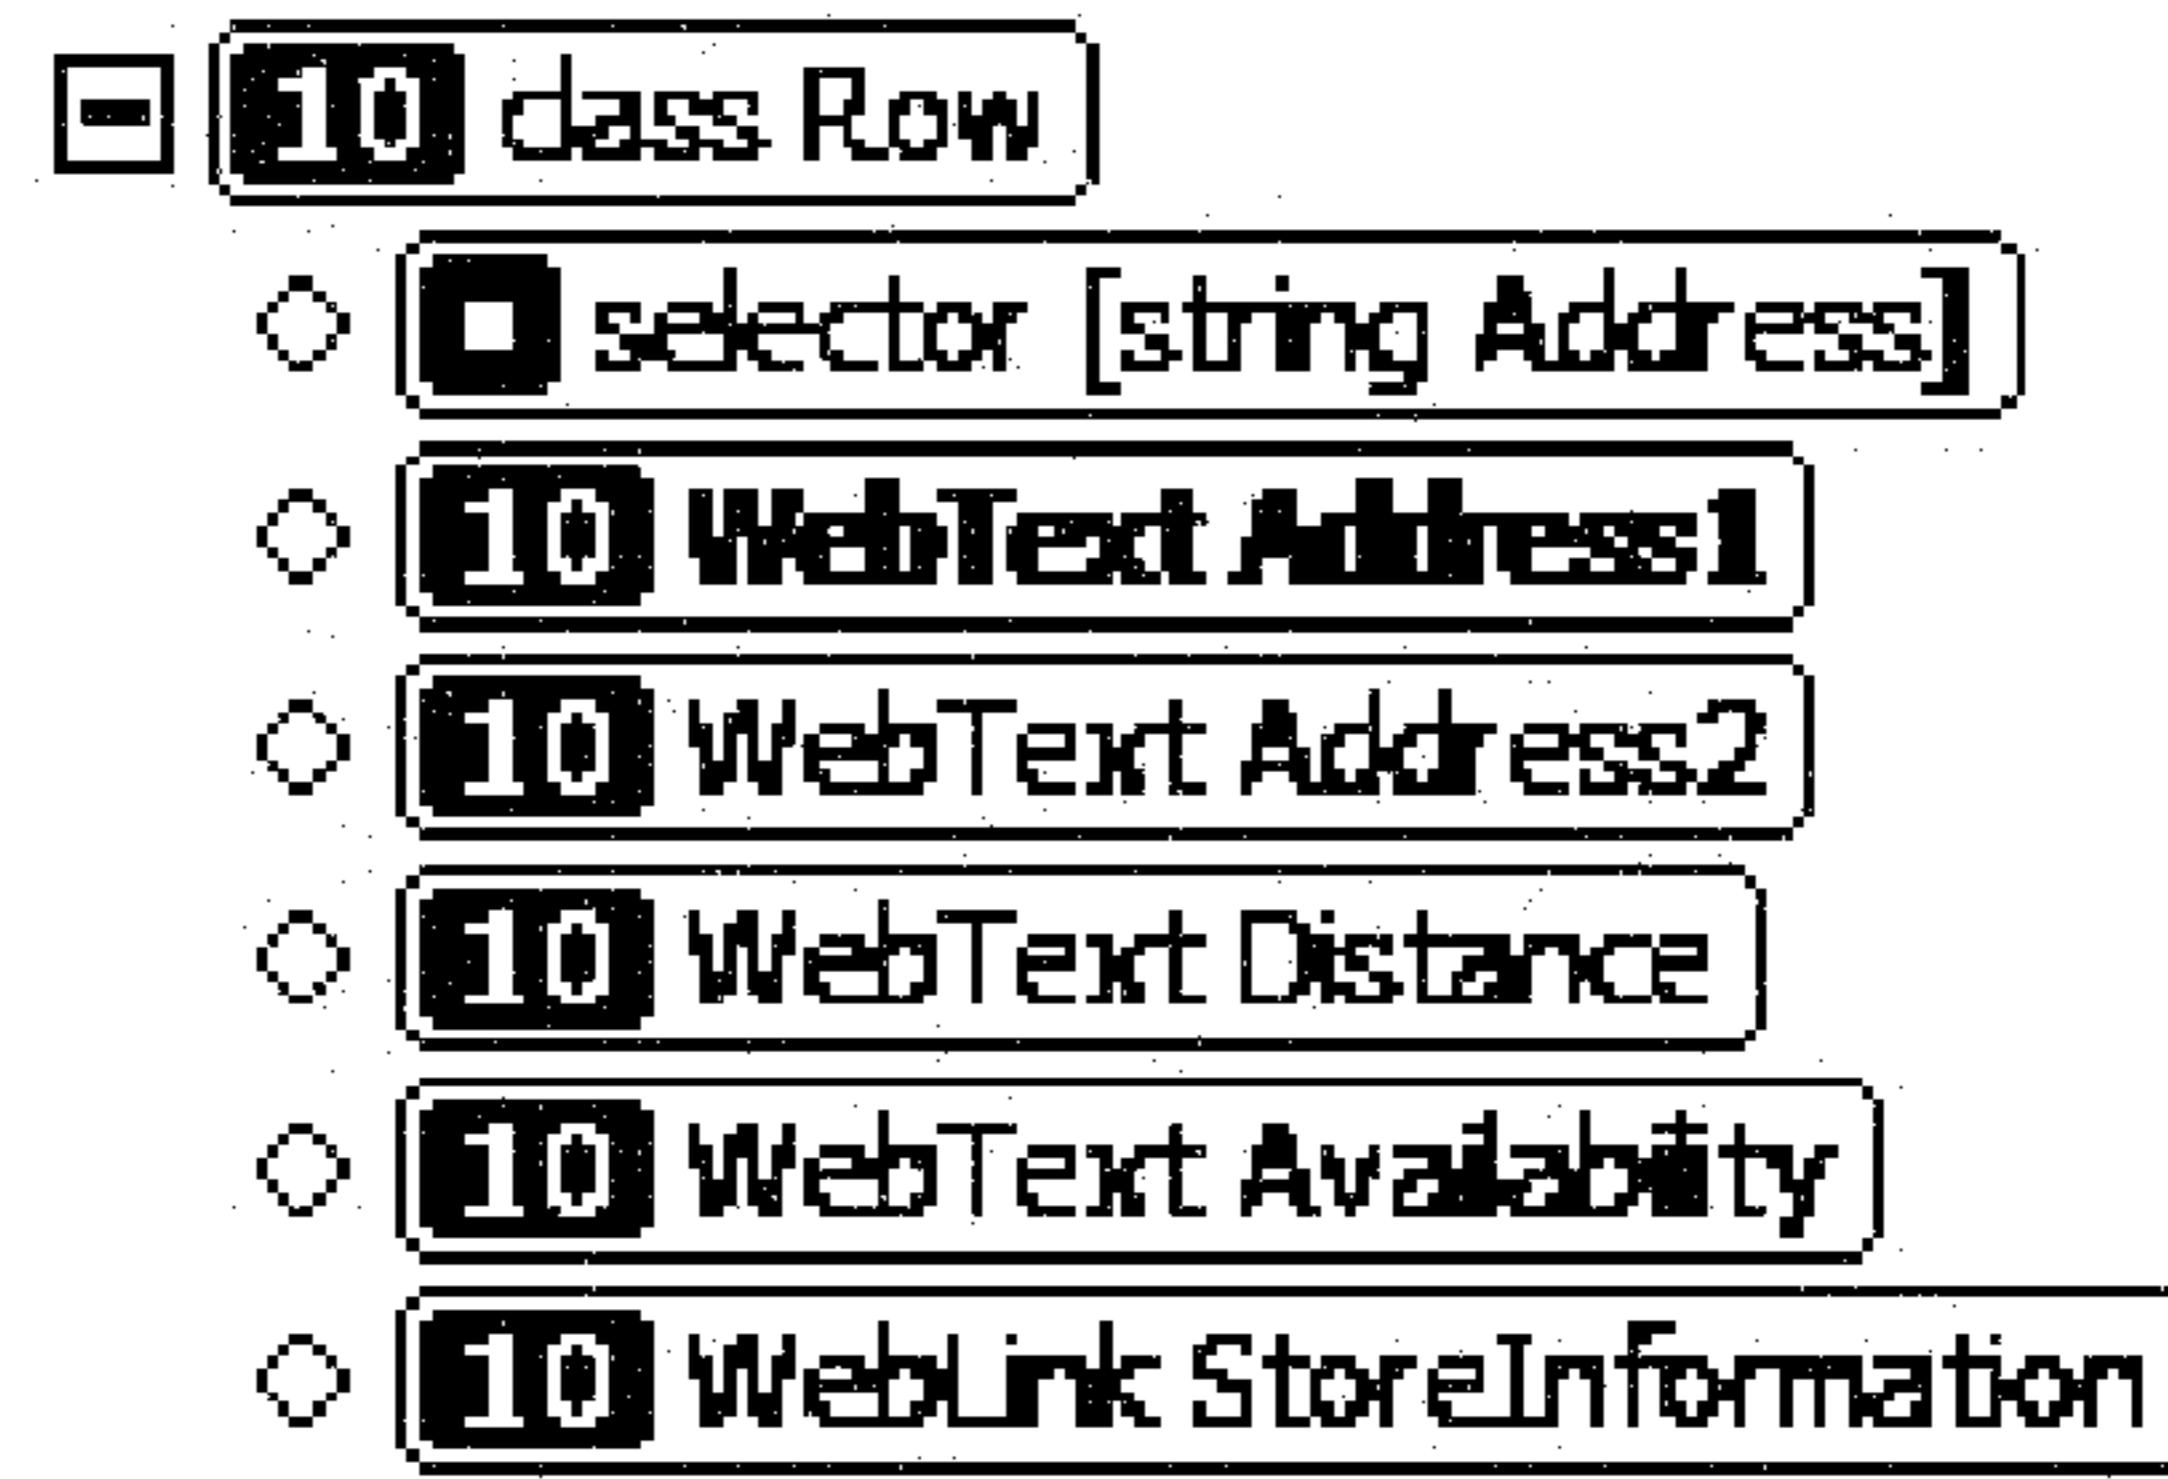 10 class Row
selector [string Address]
10 WebText Address1
10 WebText Address2
10 WebText Distance
10 WebText Availability
10 WebLink StoreInformation